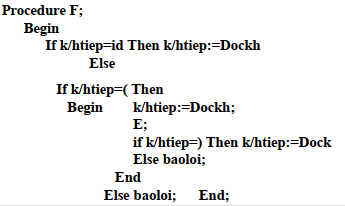 Procedure F;
Begin
If k/htiep=id Then k/htiep:=Dockh
Else
If k/htiep=( Then
Begin k/htiep:=Dockh;
E;
if k/htiep=) Then k/htiep:=Dock
Else baoloi;
End
Else baoloi; End;